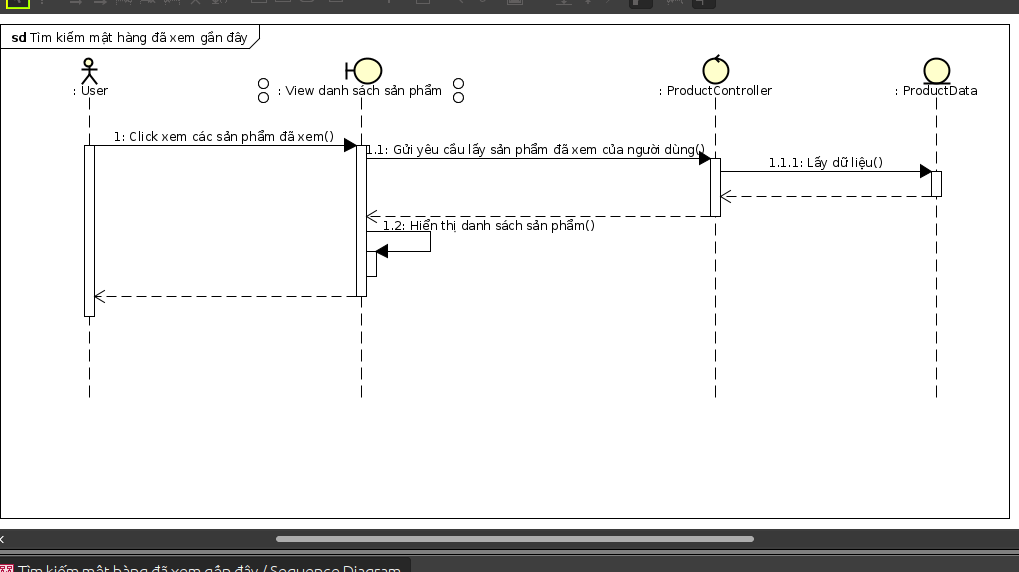 sd Tìm kiếm mặt hàng đã xem gần đây
: User
: View danh sách sản phẩm
: ProductController
: ProductData
1: Click xem các sản phẩm đã xem()
1.1: Gửi yêu cầu lấy sản phẩm đã xem của người dùng()
1.1.1: Lấy dữ liệu()
1.2: Hiển thị danh sách sản phẩm()
Tìm kiếm mặt hàng đã xem gần đây / Sequence Diagram